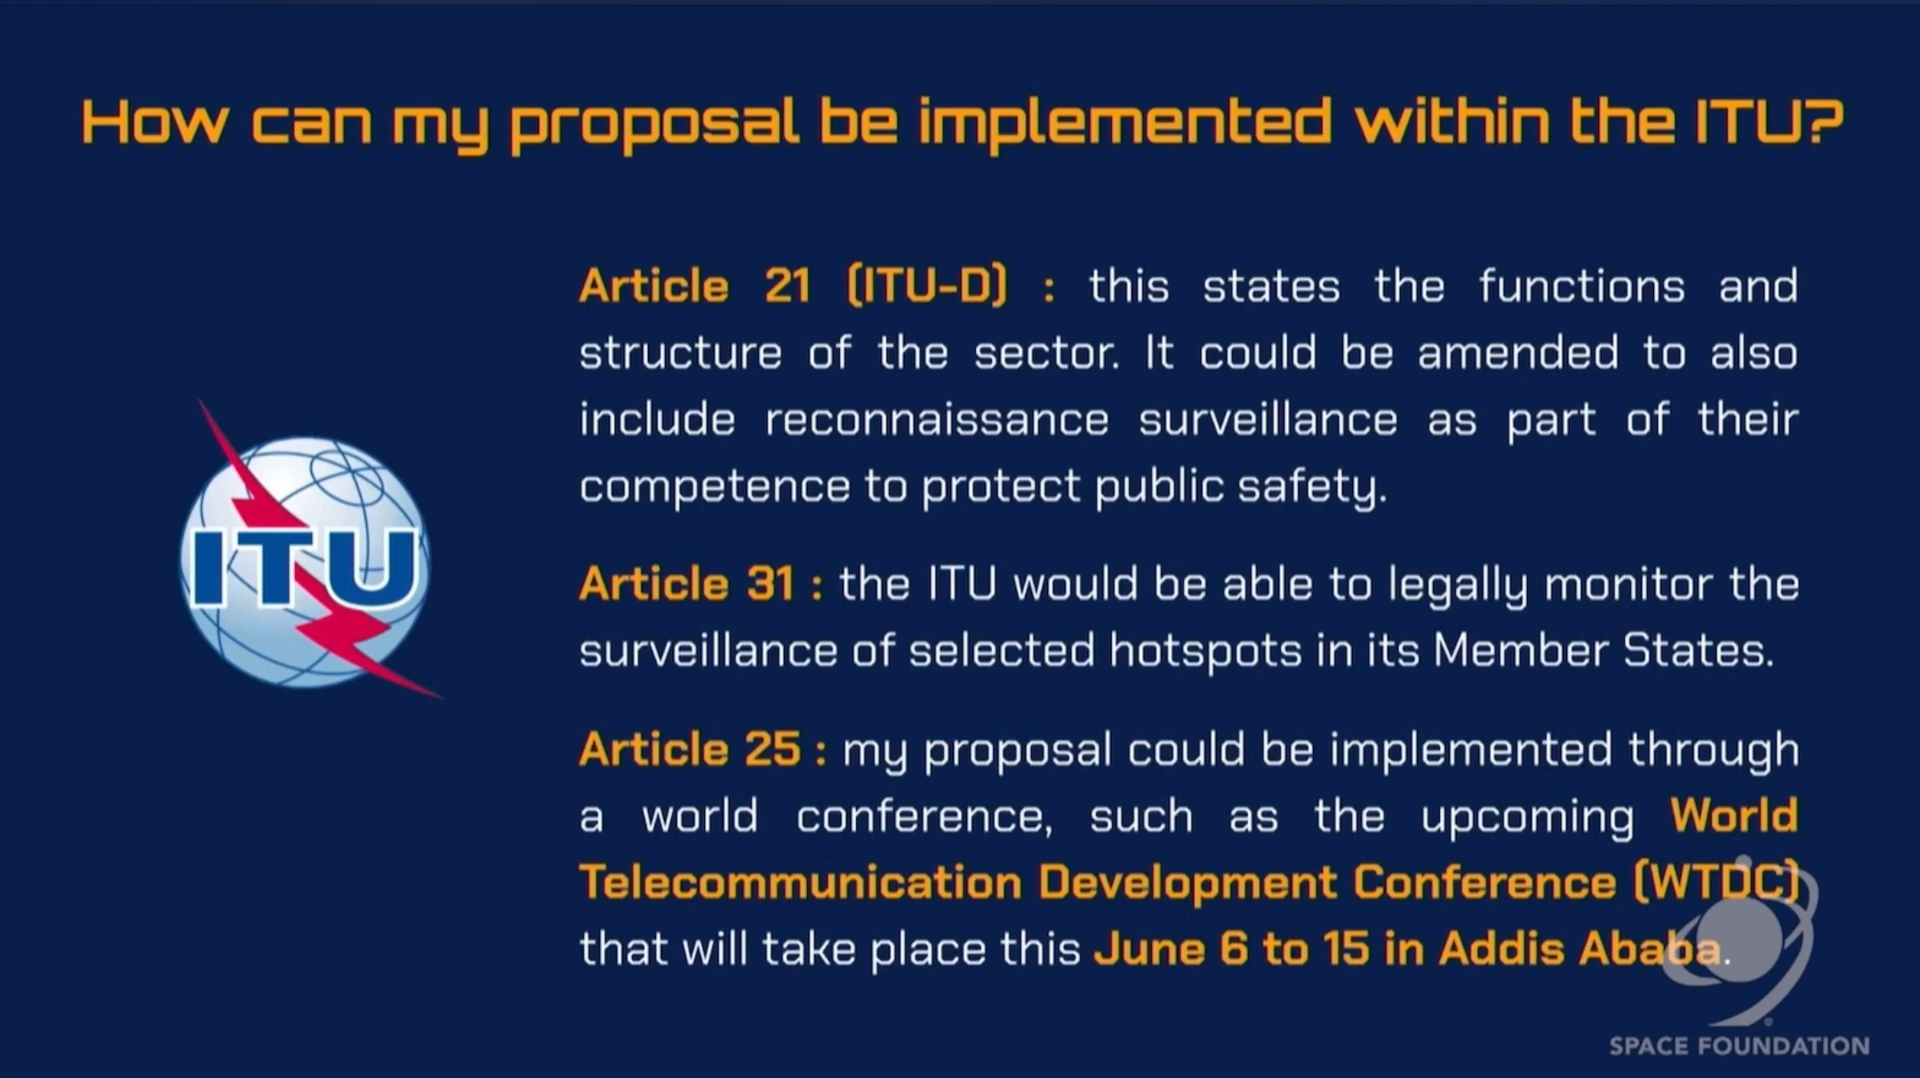 How can my proposal be implemented within the ITU?
Article 21 (ITU-D) : this states the functions and
structure of the sector. It could be amended to also
include reconnaissance surveillance as part of their
competence to protect public safety.
ITU
Article 31 : the ITU would be able to legally monitor the
surveillance of selected hotspots in its Member States.
Article 25 : my proposal could be implemented through
a world conference, such as the upcoming World
Telecommunication Development Conference (WTDC)
that will take place this June 6 to 15 in Addis Ababa.
SPACE FOUNDATION